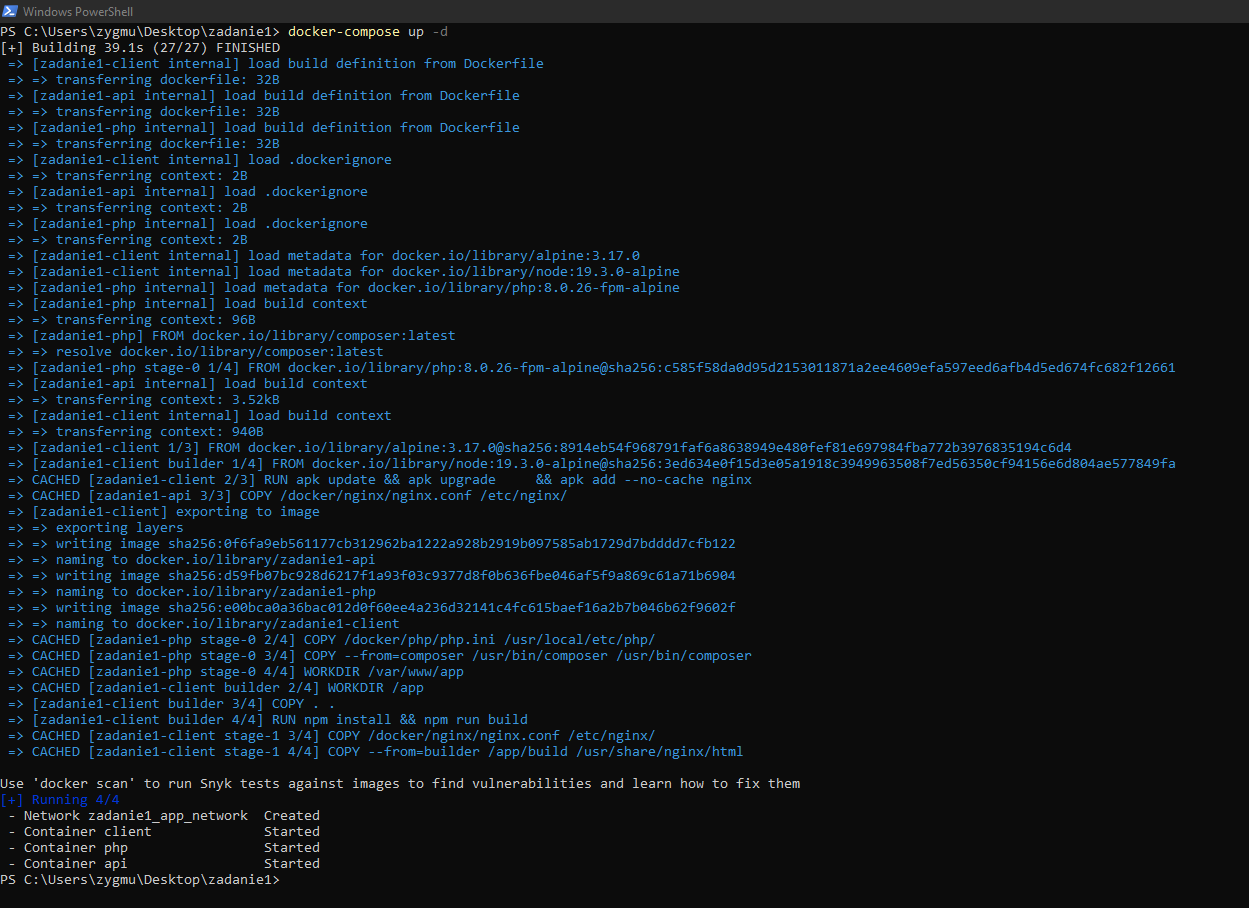 Windows PowerShell
PS C:\Users\zygmu\Desktop\zadanie1> docker-compose up -d
[+] Building 39.1s (27/27) FINISHED
=> [zadanie1-client internal] load build definition from Dockerfile
=> => transferring dockerfile: 32B
=> [zadanie1-api internal] load build definition from Dockerfile
=> => transferring dockerfile: 32B
=> [zadanie1-php internal] load build definition from Dockerfile
=> => transferring dockerfile: 32B
=> [zadanie1-client internal] load .dockerignore
=> => transferring context: 2B
=> [zadanie1-api internal] load .dockerignore
=> => transferring context: 2B
=> [zadanie1-php internal] load .dockerignore
=> => transferring context: 2B
=> [zadanie1-client internal] load metadata for docker.io/library/alpine:3.17.0
=> [zadanie1-client internal] load metadata for docker.io/library/node:19.3.0-alpine
=> [zadanie1-php internal] load metadata for docker.io/library/php:8.0.26-fpm-alpine
=> [zadanie1-php internal] load build context
=> => transferring context: 96B
=> [zadanie1-php] FROM docker.io/library/composer:latest
=> => resolve docker.io/library/composer:latest
=> [zadanie1-php stage-0 1/4] FROM docker.io/library/php:8.0.26-fpm-alpine@sha256:c585f58da0d95d2153011871a2ee4609efa597eed6afb4d5ed674fc682f12661
=> [zadanie1-api internal] load build context
=> => transferring context: 3.52kB
=> [zadanie1-client internal] load build context
=> => transferring context: 940B
=> [zadanie1-client 1/3] FROM docker.io/library/alpine:3.17.0@sha256:8914eb54f968791faf6a8638949e480fef81e697984fba772b3976835194c6d4
=> [zadanie1-client builder 1/4] FROM docker.io/library/node:19.3.0-alpine@sha256:3ed634e0f15d3e05a1918c3949963508f7ed56350cf94156e6d804ae577849fa
=> CACHED [zadanie1-client 2/3] RUN apk update && apk upgrade     && apk add --no-cache nginx
=> CACHED [zadanie1-api 3/3] COPY /docker/nginx/nginx.conf /etc/nginx/
=> [zadanie1-client] exporting to image
=> => exporting layers
=> => writing image sha256:0f6fa9eb561177cb312962ba1222a928b2919b097585ab1729d7bdddd7cfb122
=> => naming to docker.io/library/zadanie1-api
=> => writing image sha256:d59fb07bc928d6217f1a93f03c9377d8f0b636fbe046af5f9a869c61a71b6904
=> => naming to docker.io/library/zadanie1-php
=> => writing image sha256:e00bca0a36bac012d0f60ee4a236d32141c4fc615baef16a2b7b046b62f9602f
=> => naming to docker.io/library/zadanie1-client
=> CACHED [zadanie1-php stage-0 2/4] COPY /docker/php/php.ini /usr/local/etc/php/
=> CACHED [zadanie1-php stage-0 3/4] COPY --from=composer /usr/bin/composer /usr/bin/composer
=> CACHED [zadanie1-php stage-0 4/4] WORKDIR /var/www/app
=> CACHED [zadanie1-client builder 2/4] WORKDIR /app
=> [zadanie1-client builder 3/4] COPY . .
=> [zadanie1-client builder 4/4] RUN npm install && npm run build
=> CACHED [zadanie1-client stage-1 3/4] COPY /docker/nginx/nginx.conf /etc/nginx/
=> CACHED [zadanie1-client stage-1 4/4] COPY --from=builder /app/build /usr/share/nginx/html
Use 'docker scan' to run Snyk tests against images to find vulnerabilities and learn how to fix them
[+] Running 4/4
- Network zadanie1_app_network  Created
- Container client              Started
- Container php                 Started
- Container api                 Started
PS C:\Users\zygmu\Desktop\zadanie1>